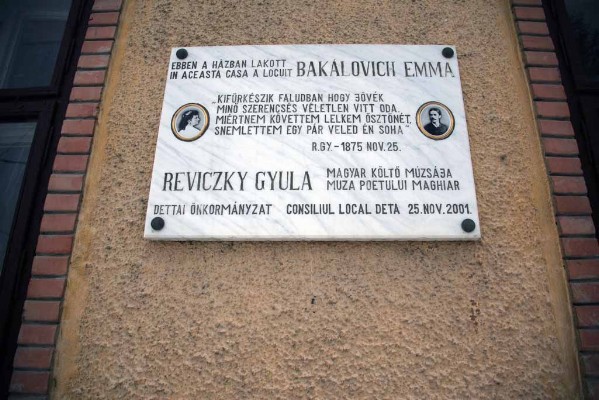 EBBEN A HÁZBAN LAKOTT
IN ACEASTĂ CASĂ A LOCUIT BAKALOVICH EMMA
„KIFÜRKÉSZIK FALUDBAN HOGY JÖVÉK
MINŐ SZERENCSÉS VÉLETLEN VITT ODA.
MIÉRTNEM KÖVETTEM LELKEM ÖSZTÖNÉT,
SNEMLETTEM EGY PÁR VELED ÉN SOHA"
R.GY.-1875 NOV.25.
REVICZKY GYULA MAGYAR KÖLTŐ MÚZSÁJA
MUZA POETULUI MAGHIAR
DETTAI ÖNKORMÁNYZAT CONSILIUL LOCAL DETA 25.NOV.2001.